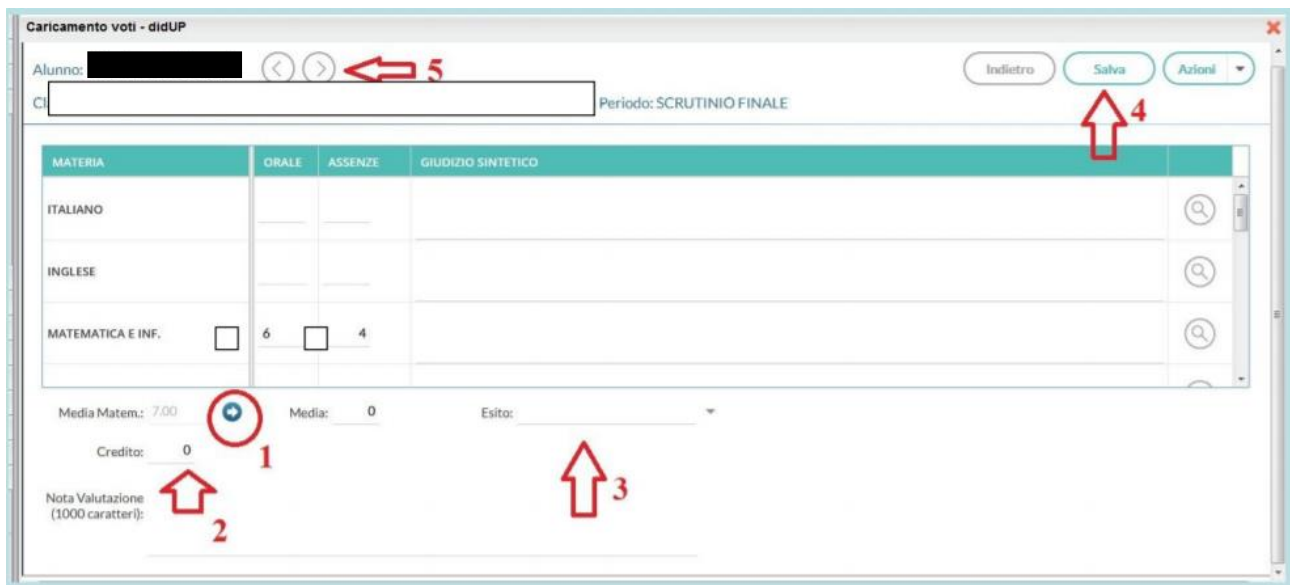 Caricamento voti - didUP
Alunno:
5
Indietro
Salva
Azioni
Periodo: SCRUTINIO FINALE
4
MATERIA ORALE ASSENZE GIUDIZIO SINTETICO
ITALIANO
INGLESE
MATEMATICA E INF. 6 4
Media Matem.: 7.00 Media: 0 Esito:
1
Credito: 0
3
Nota Valutazione
(1000 caratteri):
2